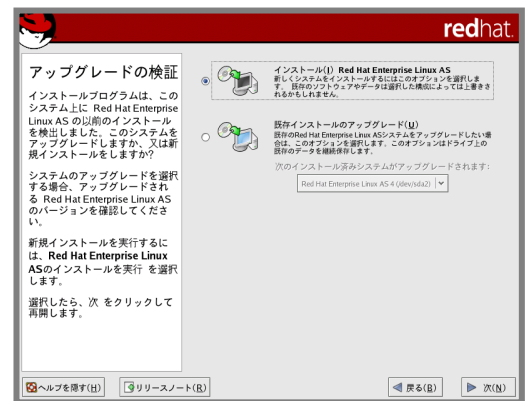 redhat.
アップグレードの検証
インストールプログラムは、この
システム上に Red Hat Enterprise
Linux AS の以前のインストール
を検出しました。このシステムを
アップグレードしますか、又は新
規インストールをしますか?
システムのアップグレードを選択
する場合、アップグレードされ
る Red Hat Enterprise Linux AS
のバージョンを確認してくださ
い。
新規インストールを実行するに
は、Red Hat Enterprise Linux
ASのインストールを実行 を選択
します。
選択したら、次 をクリックして
再開します。
インストール(I) Red Hat Enterprise Linux AS
新しくシステムをインストールするにはこのオプションを選択しま
す。 既存のソフトウェアやデータは選択した構成によっては上書きさ
れるかもしれません。
既存インストールのアップグレード(U)
既存のRed Hat Enterprise Linux ASシステムをアップグレードしたい場
合は、このオプションを選択します。このオプションはドライブ上の
既存のデータを継続保存します。
次のインストール済みシステムがアップグレードされます:
Red Hat Enterprise Linux AS 4 (/dev/sda2)
ヘルプを隠す(H)
リリースノート(R)
戻る(B)
次(N)